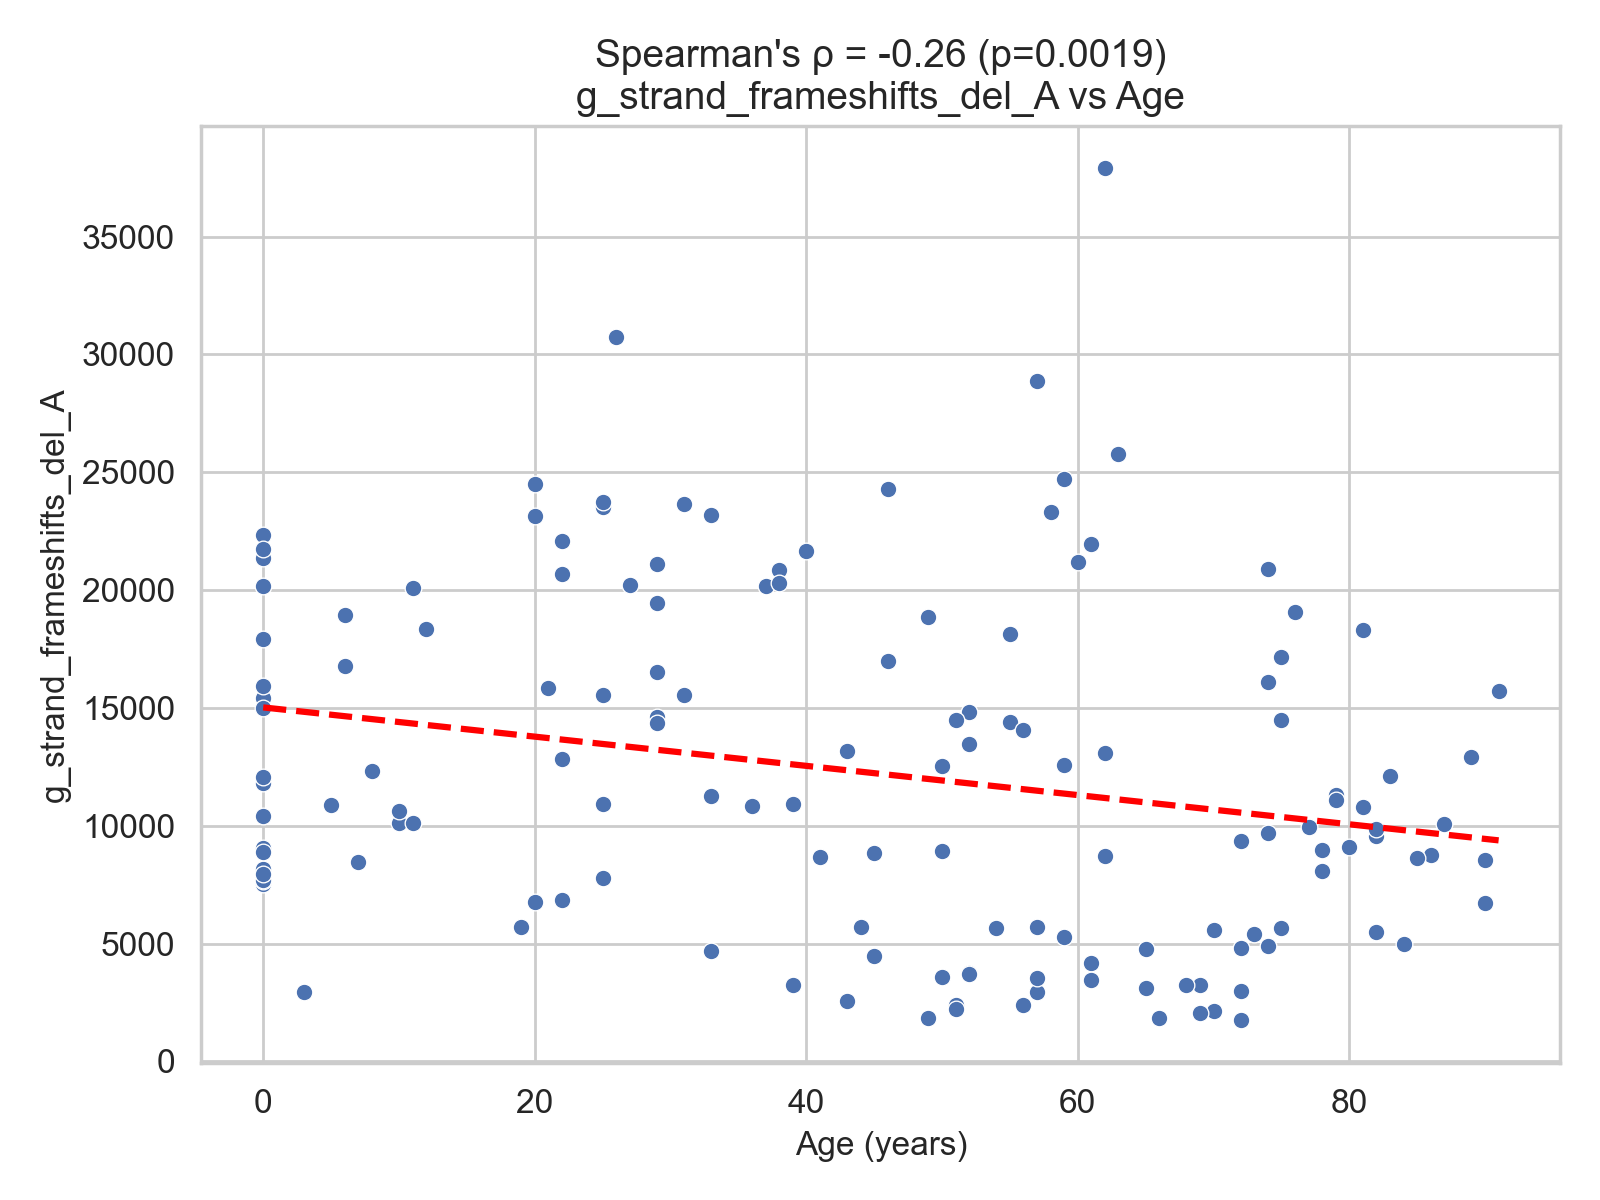 Spearman's ρ = -0.26 (p=0.0019)
g_strand_frameshifts_del_A vs Age
g_strand_frameshifts_del_A
35000
30000
25000
20000
15000
10000
5000
0
0 20 40 60 80
Age (years)